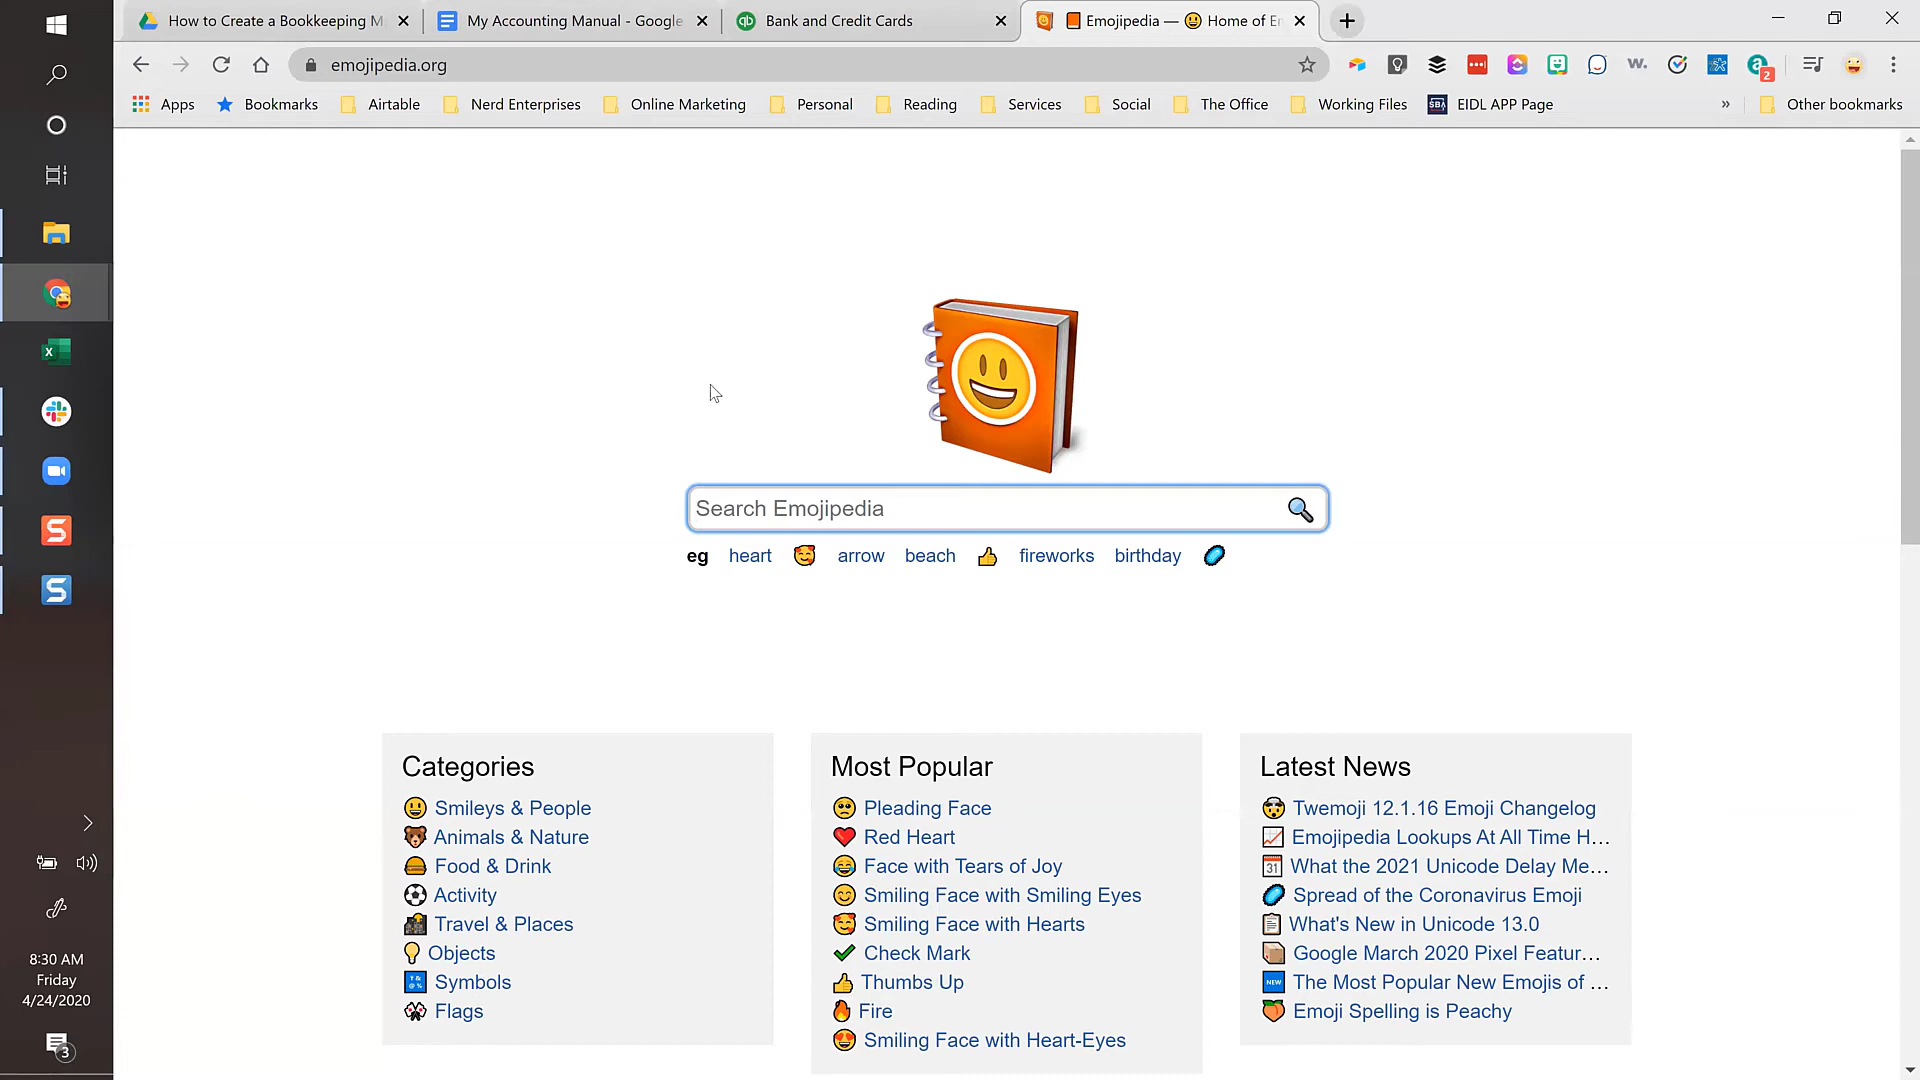 How to Create a Bookkeeping M
My Accounting Manual - Google
qb Bank and Credit Cards
Emojipedia — 😃 Home of En
emojipedia.org
w.
2
Apps
Bookmarks
Airtable
Nerd Enterprises
Online Marketing
Personal
Reading
Services
Social
The Office
Working Files
SBA EIDL APP Page
»
Other bookmarks
Search Emojipedia
eg heart 🥰 arrow beach 👍 fireworks birthday
Categories
Smileys & People
Animals & Nature
Food & Drink
Activity
Travel & Places
Objects
Symbols
Flags
Most Popular
Pleading Face
Red Heart
Face with Tears of Joy
Smiling Face with Smiling Eyes
Smiling Face with Hearts
Check Mark
Thumbs Up
Fire
Smiling Face with Heart-Eyes
Latest News
Twemoji 12.1.16 Emoji Changelog
Emojipedia Lookups At All Time H...
31 What the 2021 Unicode Delay Me...
Spread of the Coronavirus Emoji
What's New in Unicode 13.0
Google March 2020 Pixel Featur...
NEW The Most Popular New Emojis of ...
Emoji Spelling is Peachy
8:30 AM
Friday
4/24/2020
3